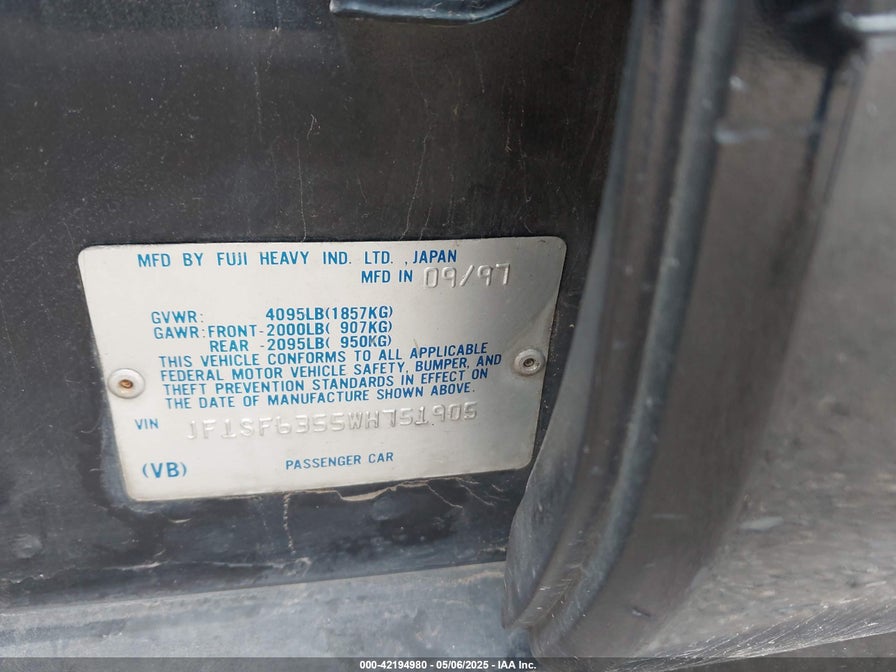 MFD BY FUJI HEAVY IND. LTD. , JAPAN
MFD IN 09/97
GVWR: 4095LB(1857KG)
GAWR:FRONT-2000LB( 907KG)
REAR -2095LB( 950KG)
THIS VEHICLE CONFORMS TO ALL APPLICABLE
FEDERAL MOTOR VEHICLE SAFETY, BUMPER, AND
THEFT PREVENTION STANDARDS IN EFFECT ON
THE DATE OF MANUFACTURE SHOWN ABOVE.
VIN JF1SF6355WH751905
(VB) PASSENGER CAR
000-42194980 - 05/06/2025 - IAA Inc.